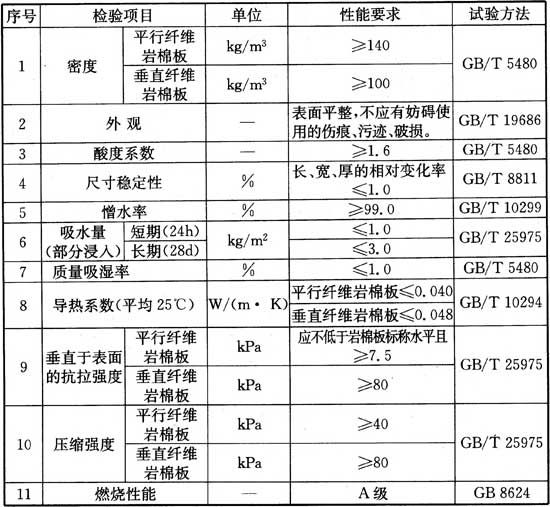 序号 检验项目 单位 性能要求 试验方法
1 密度 平行纤维岩棉板 kg/m³ ≥140 GB/T 5480
垂直纤维岩棉板 kg/m³ ≥100
2 外观 — 表面平整,不应有妨碍使用的伤痕、污迹、破损。 GB/T 19686
3 酸度系数 — ≥1.6 GB/T 5480
4 尺寸稳定性 % 长、宽、厚的相对变化率≤1.0 GB/T 8811
5 憎水率 % ≥99.0 GB/T 10299
6 吸水量(部分浸入) 短期(24h) kg/m² ≤1.0 GB/T 25975
长期(28d) ≤3.0
7 质量吸湿率 % ≤1.0 GB/T 5480
8 导热系数(平均25℃) W/(m·K) 平行纤维岩棉板≤0.040 GB/T 10294
垂直纤维岩棉板≤0.048
9 垂直于表面的抗拉强度 平行纤维岩棉板 kPa 应不低于岩棉板标称水平且≥7.5 GB/T 25975
垂直纤维岩棉板 kPa ≥80
10 压缩强度 平行纤维岩棉板 kPa ≥40 GB/T 25975
垂直纤维岩棉板 kPa ≥80
11 燃烧性能 — A级 GB 8624